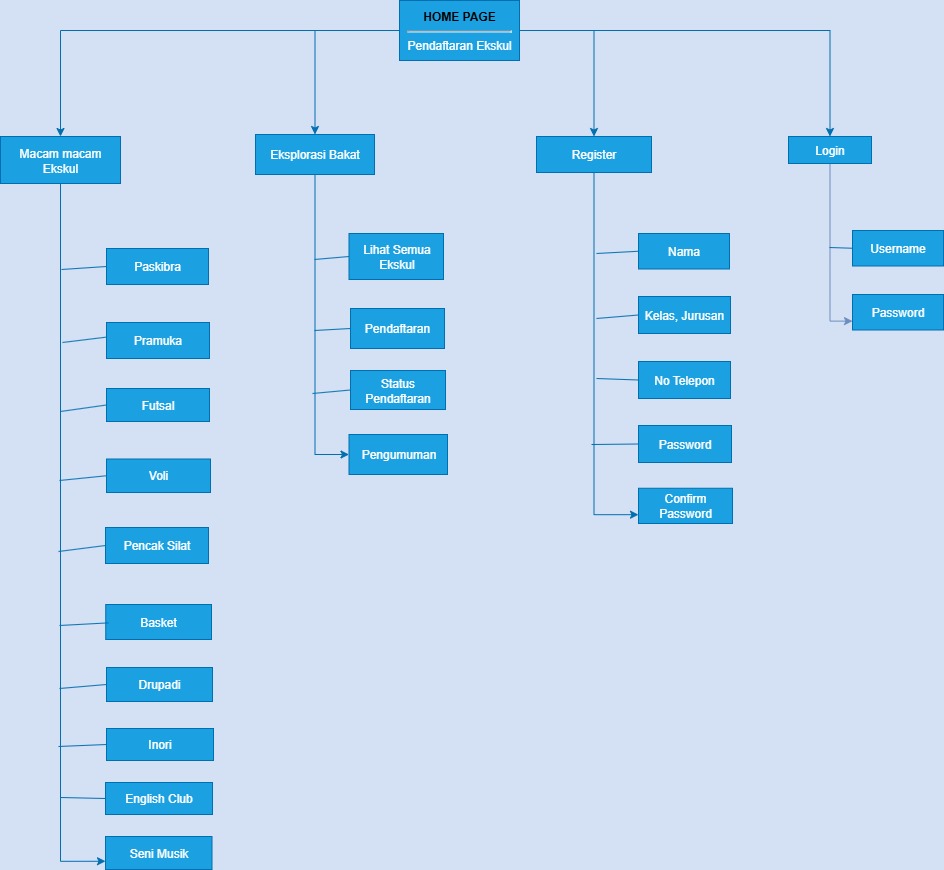 HOME PAGE
Pendaftaran Ekskul
Macam macam
Ekskul
Paskibra
Pramuka
Futsal
Voli
Pencak Silat
Basket
Drupadi
Inori
English Club
Seni Musik
Eksplorasi Bakat
Lihat Semua
Ekskul
Pendaftaran
Status
Pendaftaran
Pengumuman
Register
Nama
Kelas, Jurusan
No Telepon
Password
Confirm
Password
Login
Username
Password